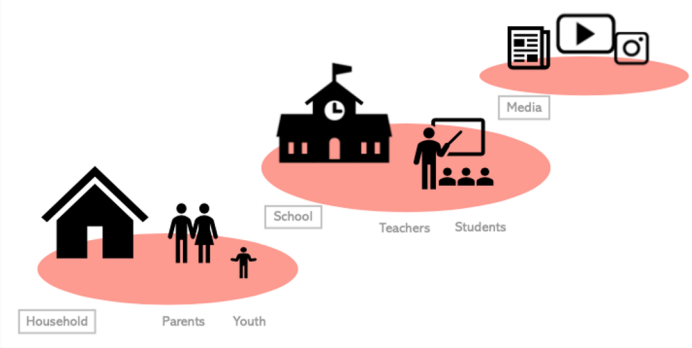 Media
School
Teachers
Students
Household
Parents
Youth